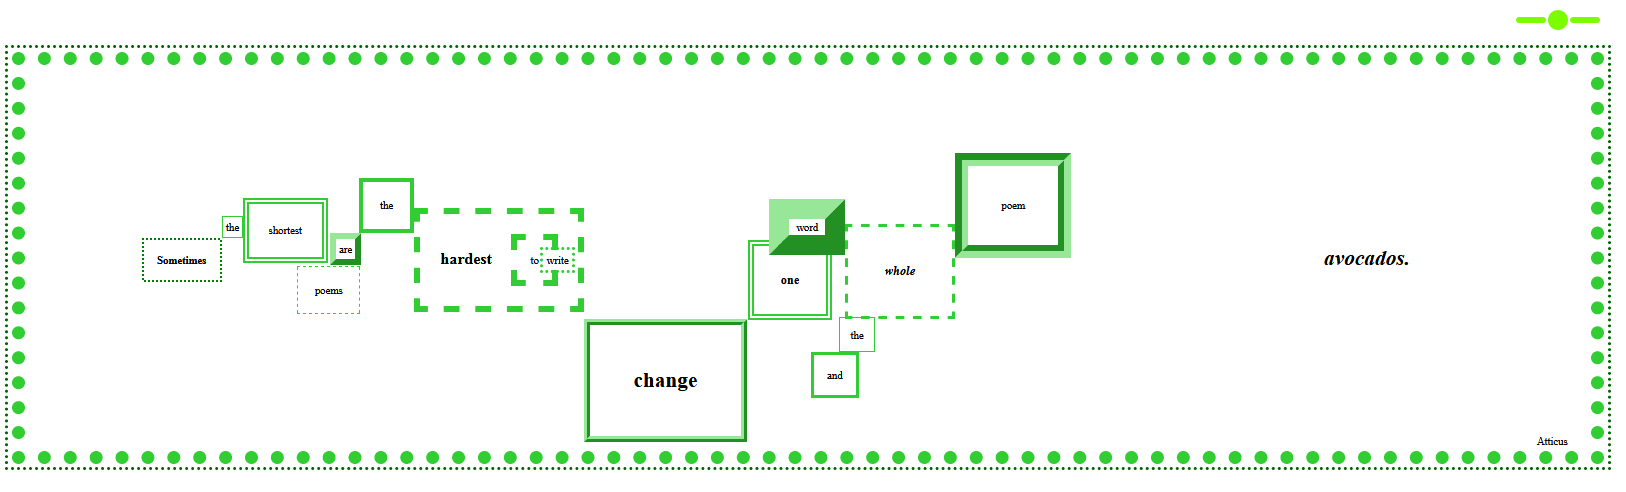 Sometimes
the
shortest
poems
are
the
hardest
to
write
change
one
word
and
the
whole
poem
avocados.
Atticus